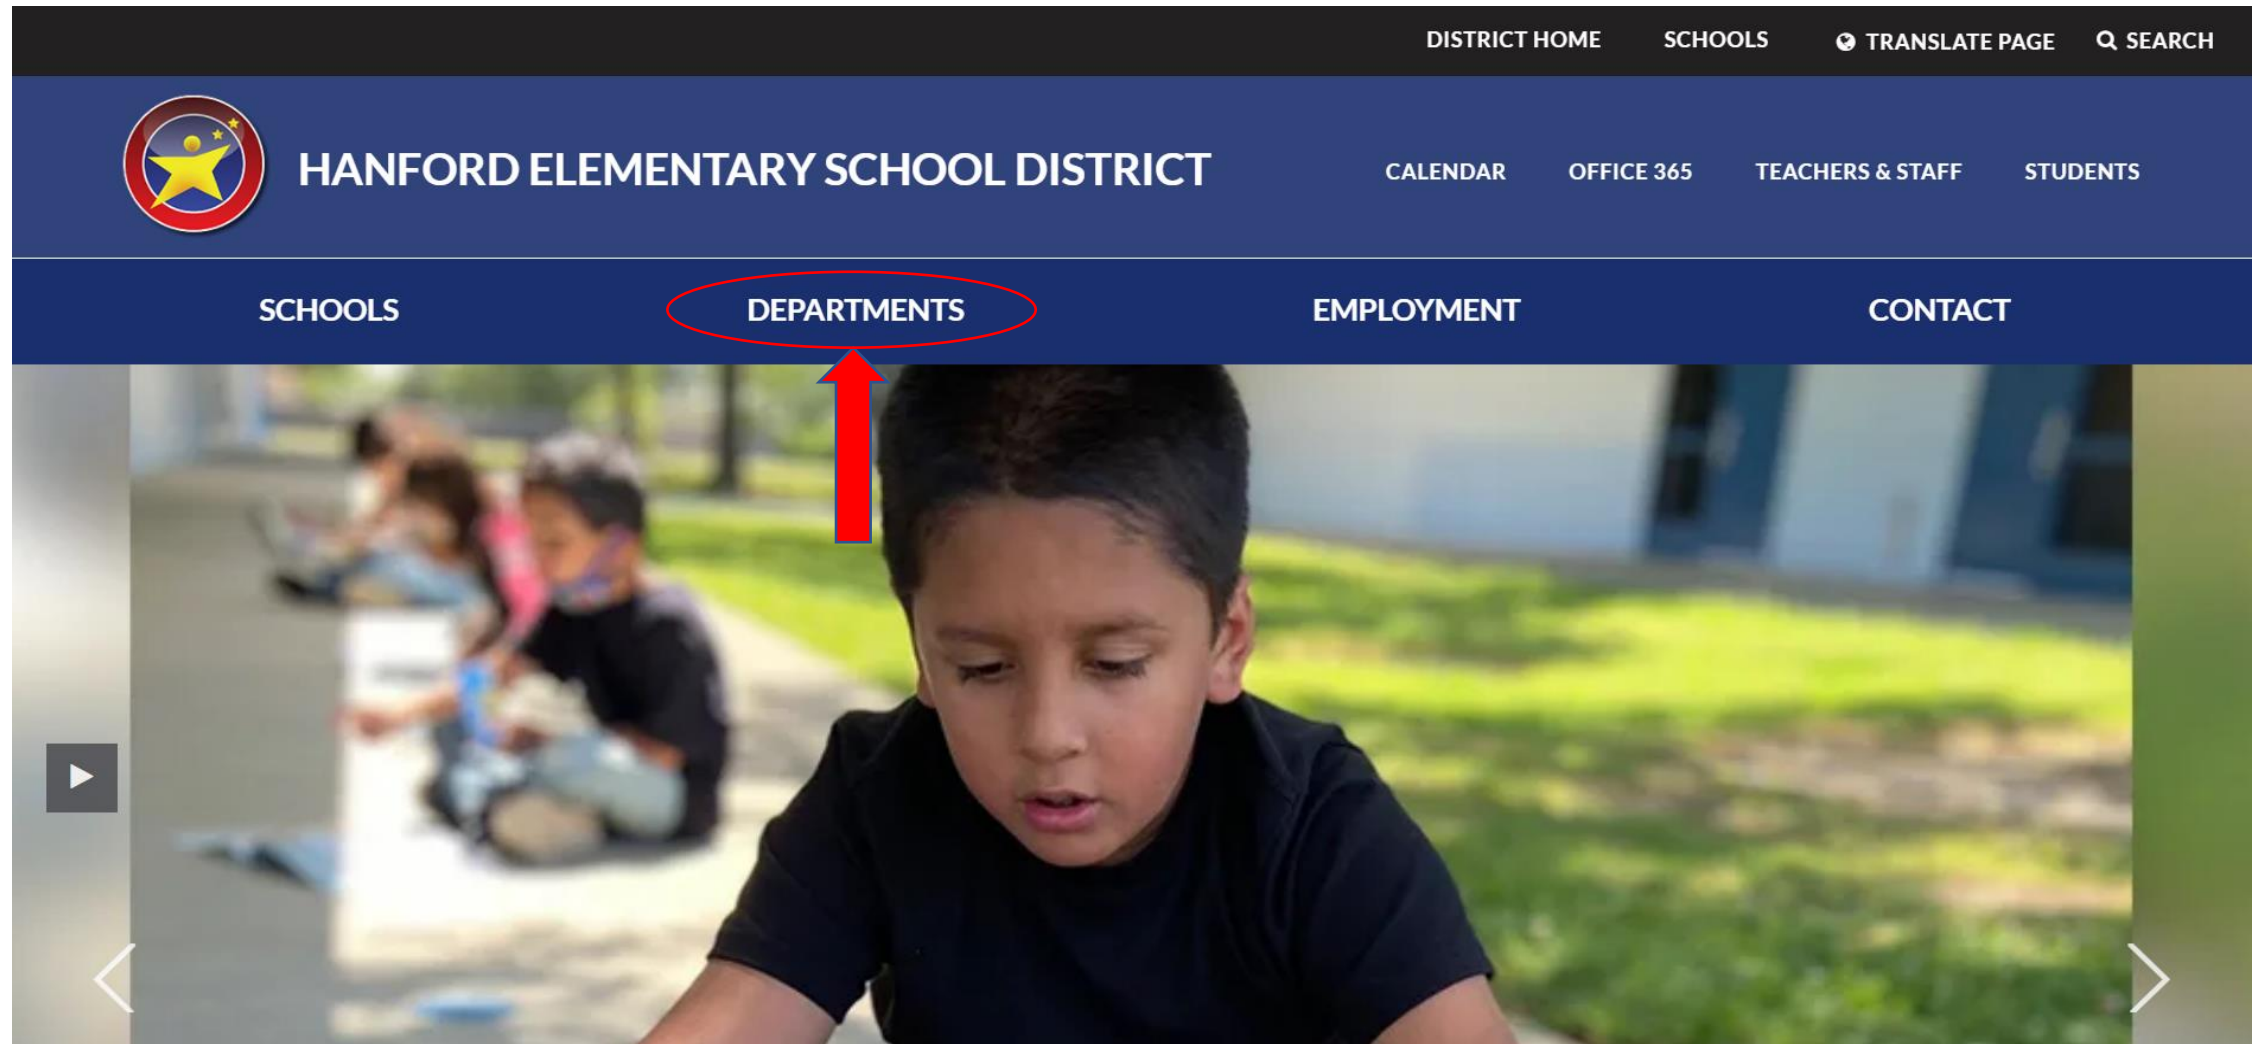 DISTRICT HOME SCHOOLS TRANSLATE PAGE SEARCH
HANFORD ELEMENTARY SCHOOL DISTRICT CALENDAR OFFICE 365 TEACHERS & STAFF STUDENTS
SCHOOLS DEPARTMENTS EMPLOYMENT CONTACT